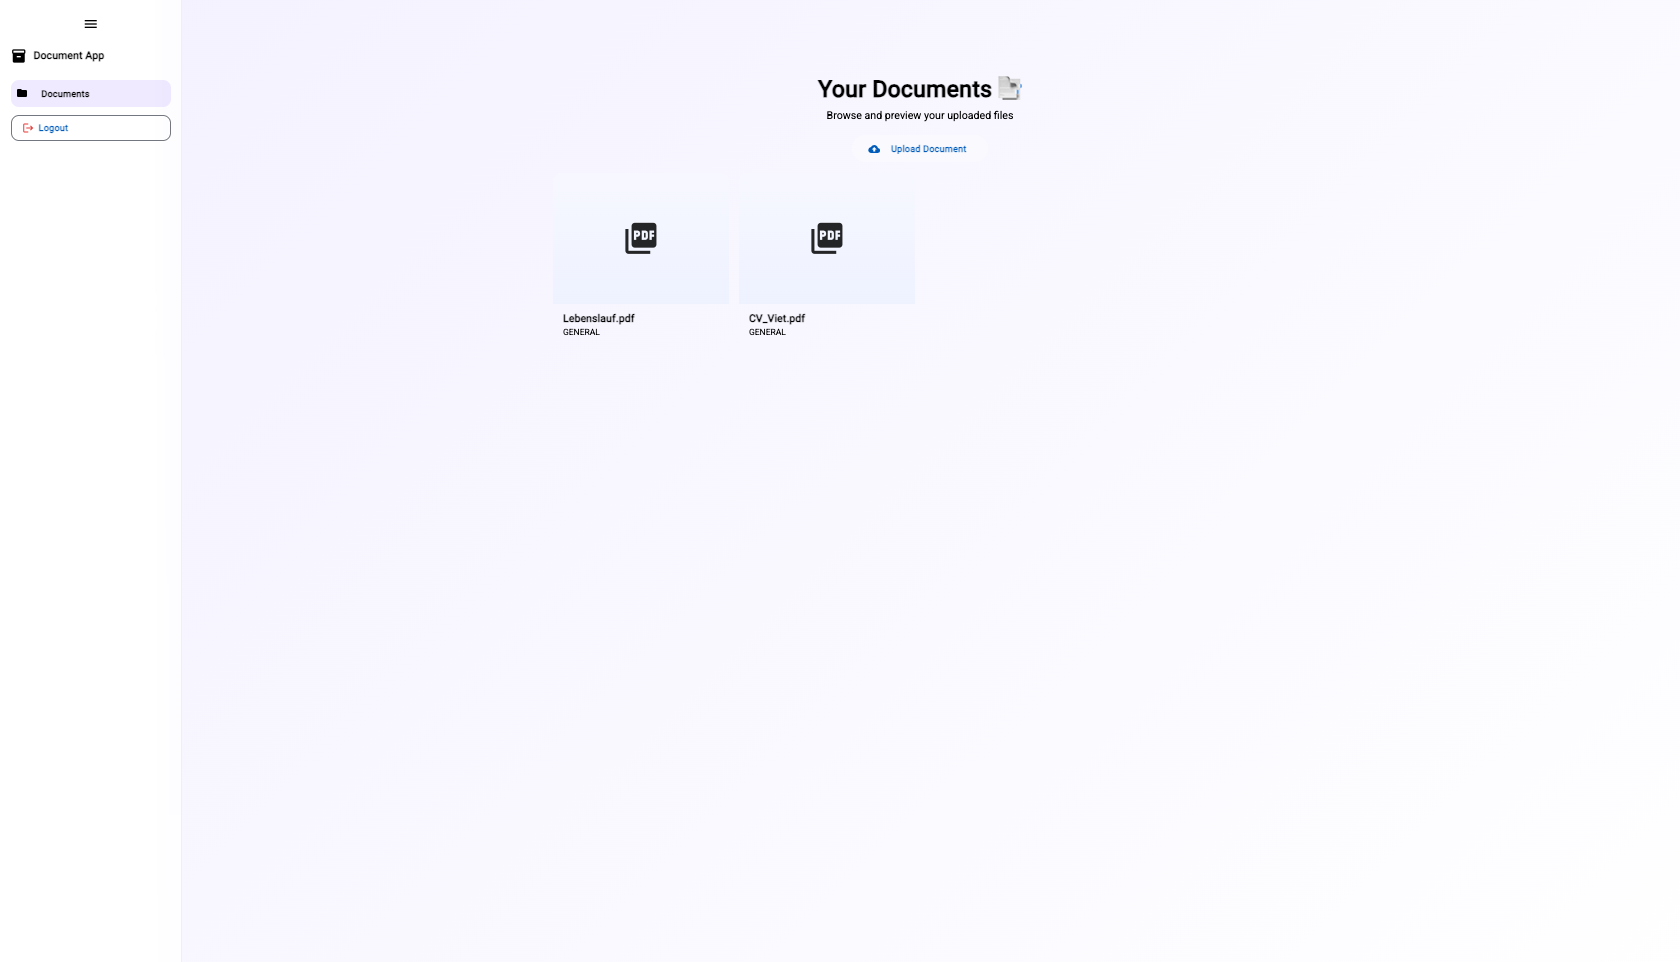 Document App
Documents
Logout
Your Documents
Browse and preview your uploaded files
Upload Document
PDF
PDF
Lebenslauf.pdf
GENERAL
CV_Viet.pdf
GENERAL